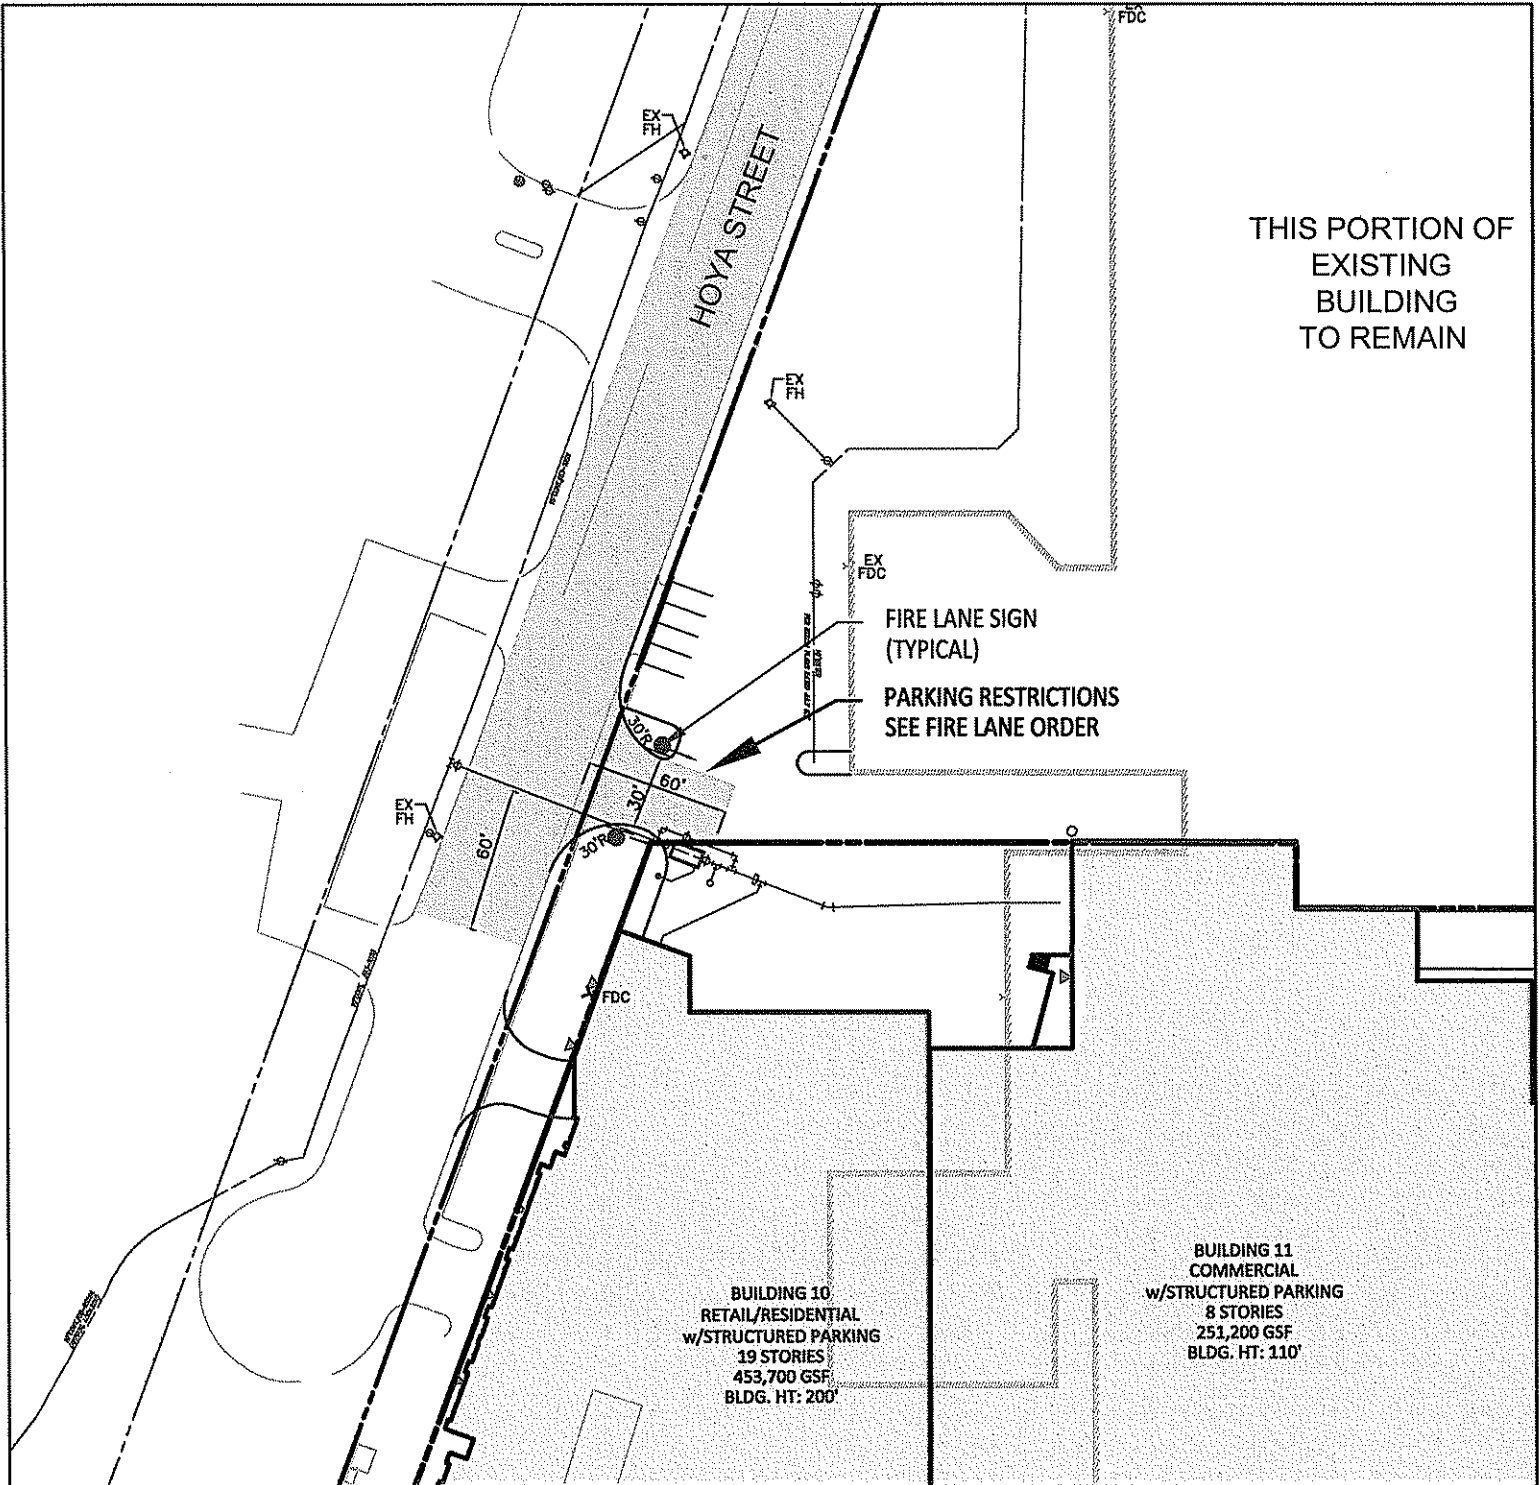 EX
FDC
EX
FH
HOYA STREET
THIS PORTION OF
EXISTING
BUILDING
TO REMAIN
EX
FH
EX
FDC
FIRE LANE SIGN
(TYPICAL)
PARKING RESTRICTIONS
SEE FIRE LANE ORDER
30'R
60'
30'
EX
FH
60'
30'R
FDC
BUILDING 10
RETAIL/RESIDENTIAL
w/STRUCTURED PARKING
19 STORIES
453,700 GSF
BLDG. HT: 200'
BUILDING 11
COMMERCIAL
w/STRUCTURED PARKING
8 STORIES
251,200 GSF
BLDG. HT: 110'